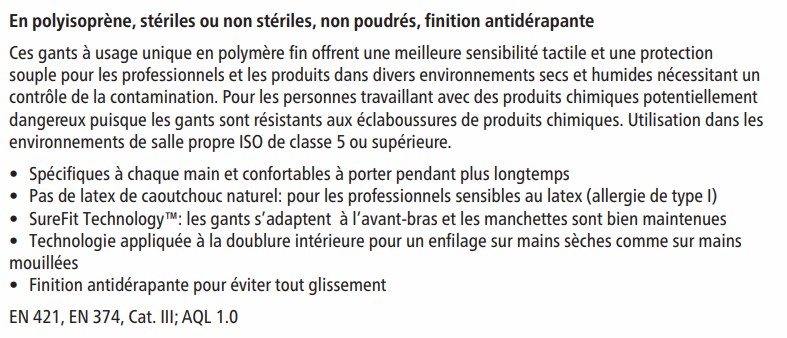 En polyisoprène, stériles ou non stériles, non poudrés, finition antidérapante
Ces gants à usage unique en polymère fin offrent une meilleure sensibilité tactile et une protection
souple pour les professionnels et les produits dans divers environnements secs et humides nécessitant un
contrôle de la contamination. Pour les personnes travaillant avec des produits chimiques potentiellement
dangereux puisque les gants sont résistants aux éclaboussures de produits chimiques. Utilisation dans les
environnements de salle propre ISO de classe 5 ou supérieure.
• Spécifiques à chaque main et confortables à porter pendant plus longtemps
• Pas de latex de caoutchouc naturel: pour les professionnels sensibles au latex (allergie de type I)
• SureFit Technology™: les gants s’adaptent  à l’avant-bras et les manchettes sont bien maintenues
• Technologie appliquée à la doublure intérieure pour un enfilage sur mains sèches comme sur mains
mouillées
• Finition antidérapante pour éviter tout glissement
EN 421, EN 374, Cat. III; AQL 1.0